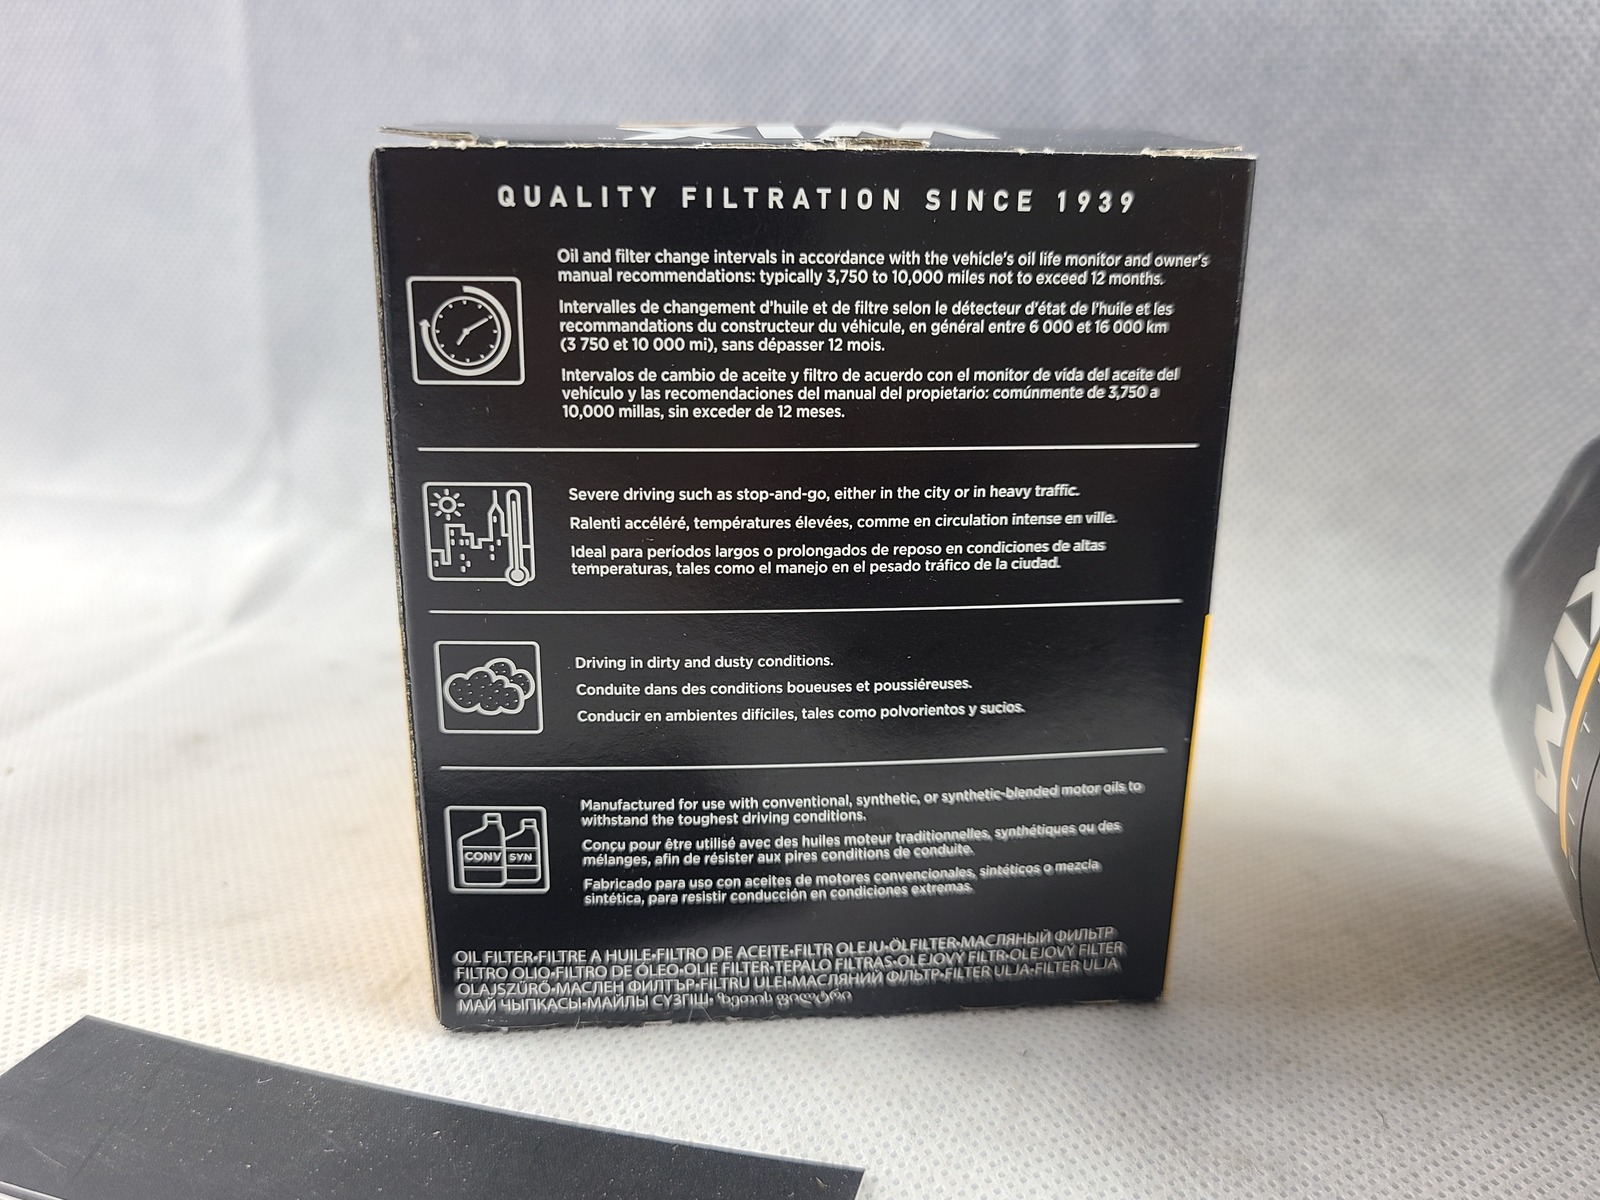 WIX
QUALITY FILTRATION SINCE 1939
Oil and filter change intervals in accordance with the vehicle's oil life monitor and owner's
manual recommendations: typically 3,750 to 10,000 miles not to exceed 12 months.
Intervalles de changement d'huile et de filtre selon le détecteur d'état de l'huile et les
recommandations du constructeur du véhicule, en général entre 6 000 et 16 000 km
(3 750 et 10 000 mi), sans dépasser 12 mois.
Intervalos de cambio de aceite y filtro de acuerdo con el monitor de vida del aceite del
vehículo y las recomendaciones del manual del propietario: comúnmente de 3,750 a
10,000 millas, sin exceder de 12 meses.
Severe driving such as stop-and-go, either in the city or in heavy traffic.
Ralenti accéléré, températures élevées, comme en circulation intense en ville.
Ideal para períodos largos o prolongados de reposo en condiciones de altas
temperaturas, tales como el manejo en el pesado tráfico de la ciudad.
Driving in dirty and dusty conditions.
Conduite dans des conditions boueuses et poussiéreuses.
Conducir en ambientes difíciles, tales como polvorientos y sucios.
Manufactured for use with conventional, synthetic, or synthetic-blended motor oils to
withstand the toughest driving conditions.
CONV SYN
Conçu pour être utilisé avec des huiles moteur traditionnelles, synthétiques ou des
mélanges, afin de résister aux pires conditions de conduite.
Fabricado para uso con aceites de motores convencionales, sintéticos o mezcla
sintética, para resistir conducción en condiciones extremas.
OIL FILTER•FILTRE A HUILE•FILTRO DE ACEITE•FILTR OLEJU•ÖLFILTER•МАСЛЯНЫЙ ФИЛЬТР
FILTRO OLIO•FILTRO DE ÓLEO•OLIE FILTER•TEPALO FILTRAS•OLEJOVÝ FILTR•OLEJOVÝ FILTER
OLAJSZŰRŐ•МАСЛЕН ФИЛТЪР•FILTRU ULEI•МАСЛЯНИЙ ФІЛЬТР•FILTER ULJA•FILTER ULJA
МАЙ ЧЫПКАСЫ•МАЙЛЫ СҮЗГІШ• ზეთის ფილტრი
WIX